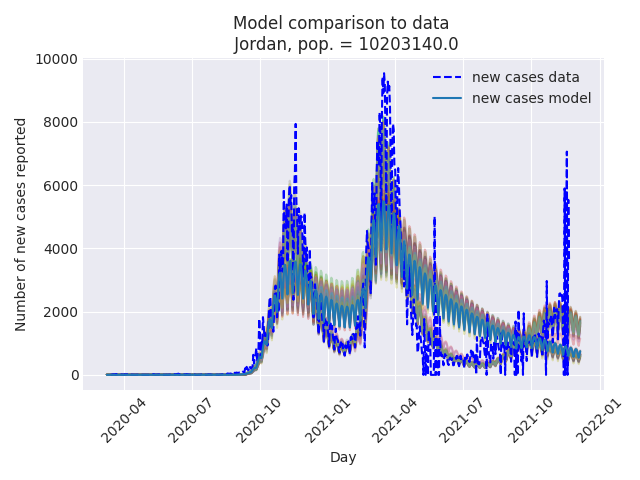 Model comparison to data
Jordan, pop. = 10203140.0
Number of new cases reported
10000
8000
6000
4000
2000
0
new cases data
new cases model
2020-04
2020-07
2020-10
2021-01
2021-04
2021-07
2021-10
2022-01
Day